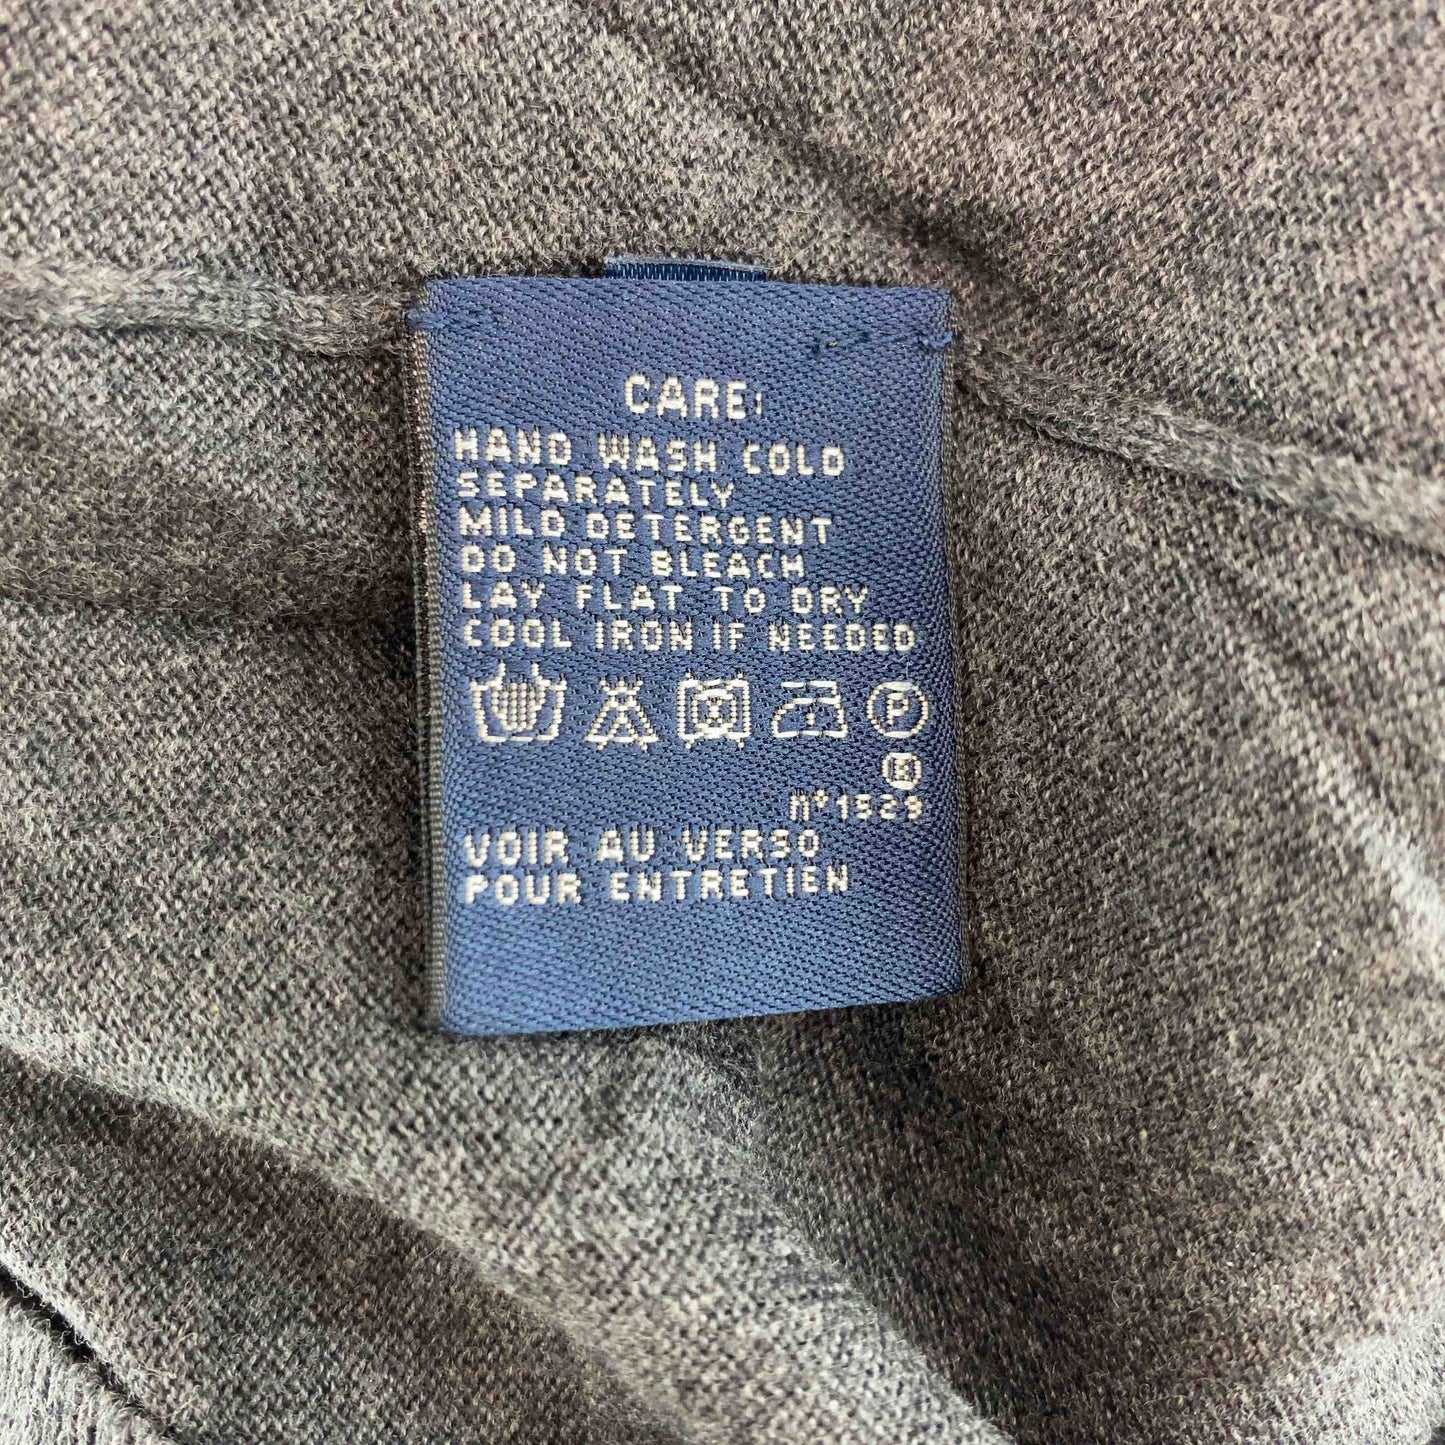 CARE:
HAND WASH COLD
SEPARATELY
MILD DETERGENT
DO NOT BLEACH
LAY FLAT TO DRY
COOL IRON IF NEEDED
P
n°1529
VOIR AU VERSO
POUR ENTRETIEN